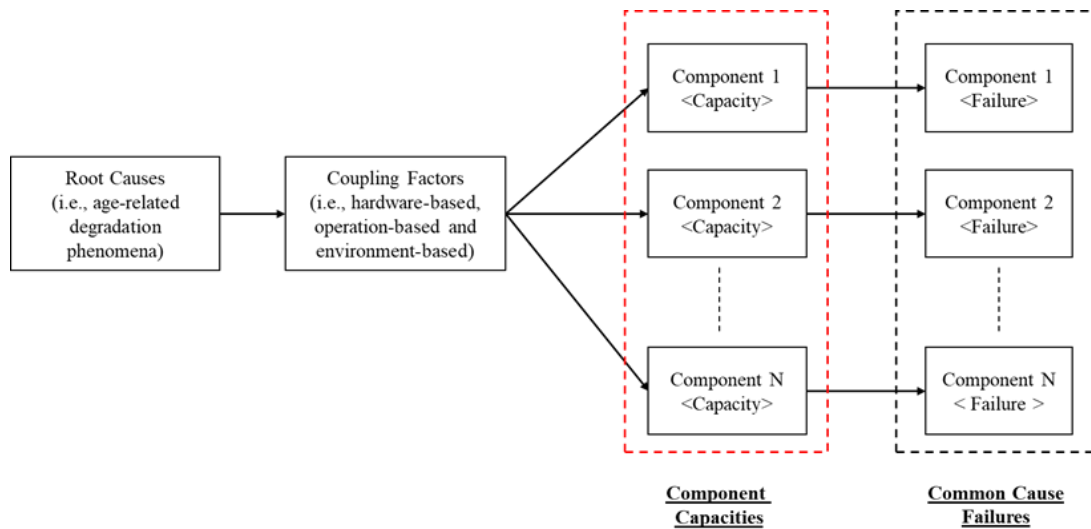 Root Causes
(i.e., age-related
degradation
phenomena)
Coupling Factors
(i.e., hardware-based,
operation-based and
environment-based)
Component 1
<Capacity>
Component 2
<Capacity>
Component N
<Capacity>
Component 1
<Failure>
Component 2
<Failure>
Component N
< Failure >
Component
Capacities
Common Cause
Failures